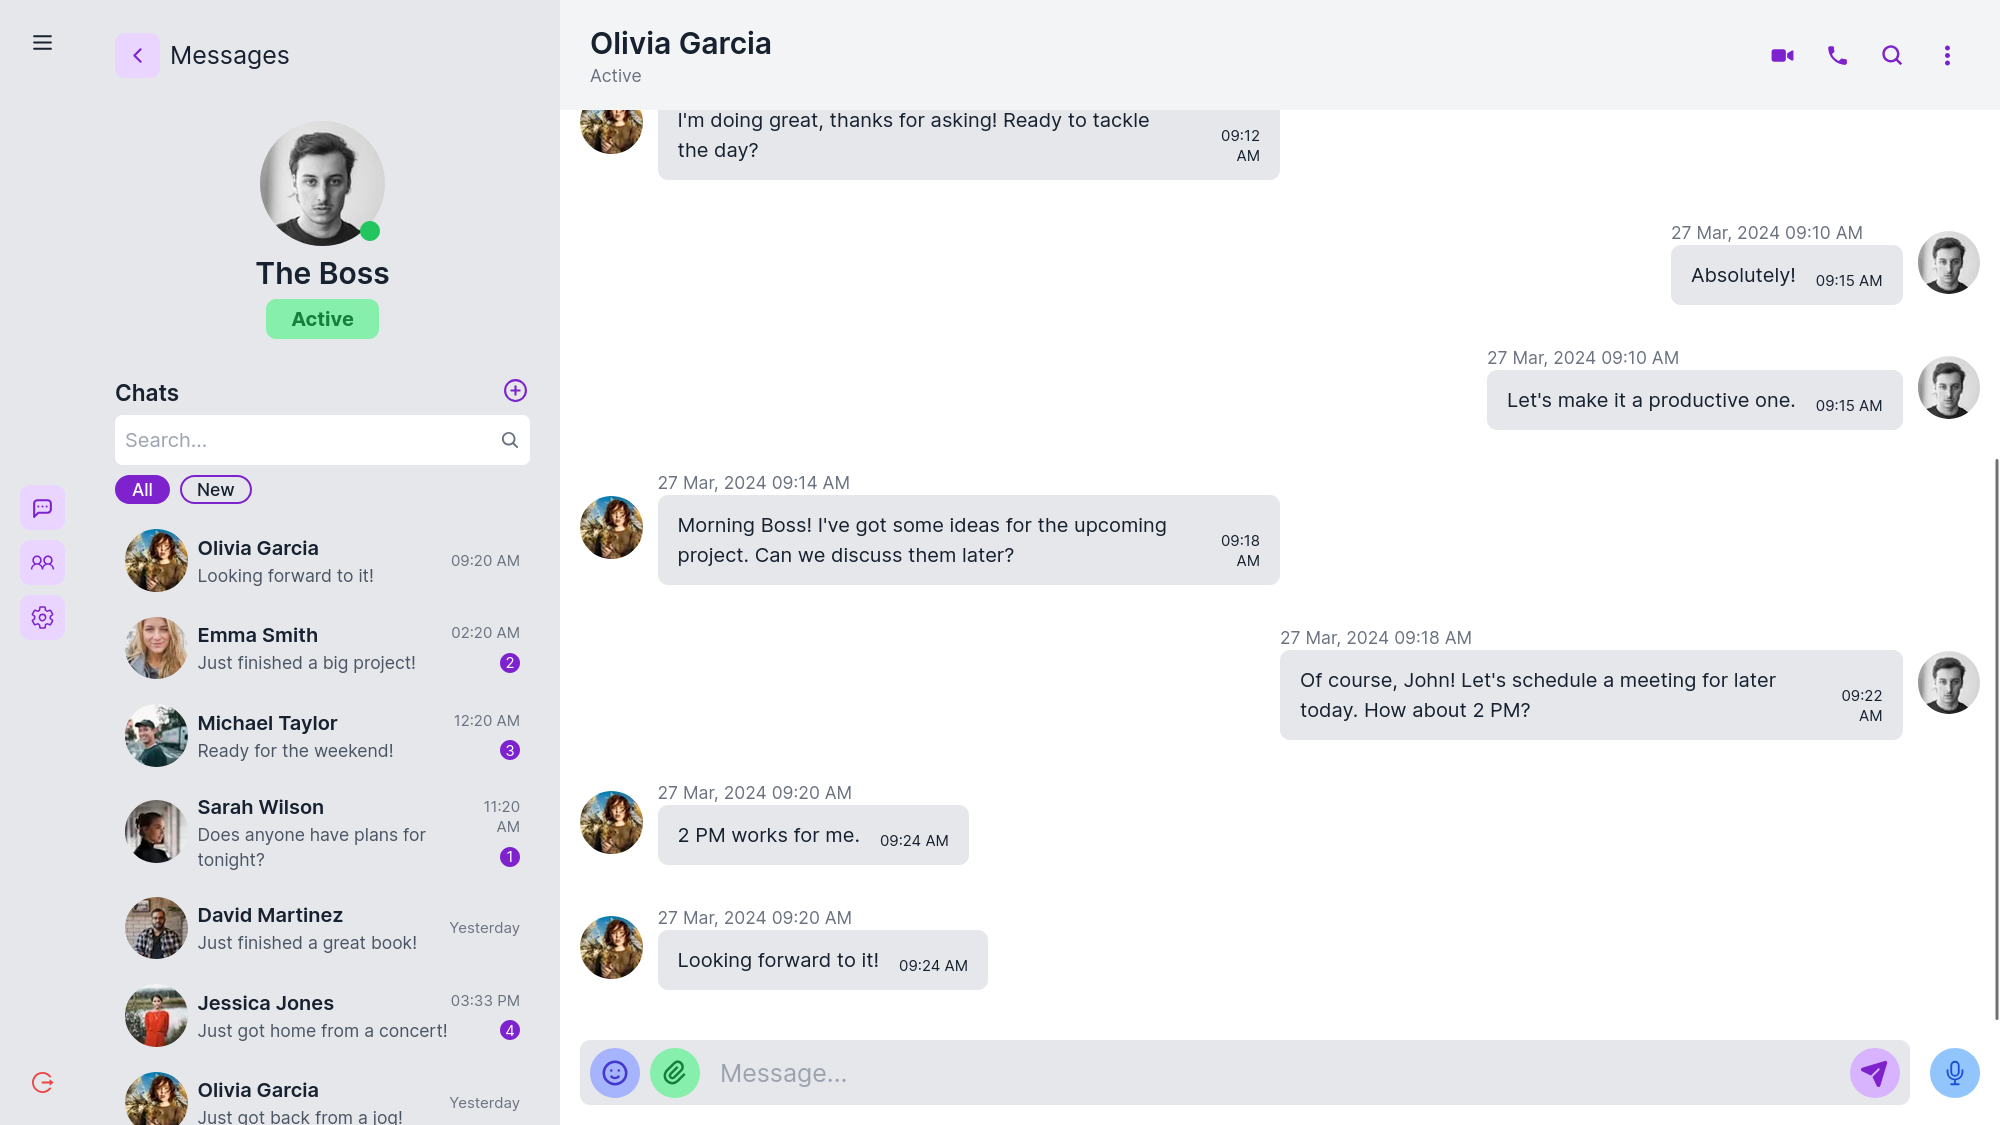 Messages
The Boss
Active
Chats
Search...
All
New
Olivia Garcia
Looking forward to it!
09:20 AM
Emma Smith
Just finished a big project!
02:20 AM
2
Michael Taylor
Ready for the weekend!
12:20 AM
3
Sarah Wilson
Does anyone have plans for
tonight?
11:20
AM
1
David Martinez
Just finished a great book!
Yesterday
Jessica Jones
Just got home from a concert!
03:33 PM
4
Olivia Garcia
Just got back from a jog!
Yesterday
Olivia Garcia
Active
I'm doing great, thanks for asking! Ready to tackle
the day?
09:12
AM
27 Mar, 2024 09:10 AM
Absolutely!
09:15 AM
27 Mar, 2024 09:10 AM
Let's make it a productive one.
09:15 AM
27 Mar, 2024 09:14 AM
Morning Boss! I've got some ideas for the upcoming
project. Can we discuss them later?
09:18
AM
27 Mar, 2024 09:18 AM
Of course, John! Let's schedule a meeting for later
today. How about 2 PM?
09:22
AM
27 Mar, 2024 09:20 AM
2 PM works for me.
09:24 AM
27 Mar, 2024 09:20 AM
Looking forward to it!
09:24 AM
Message...